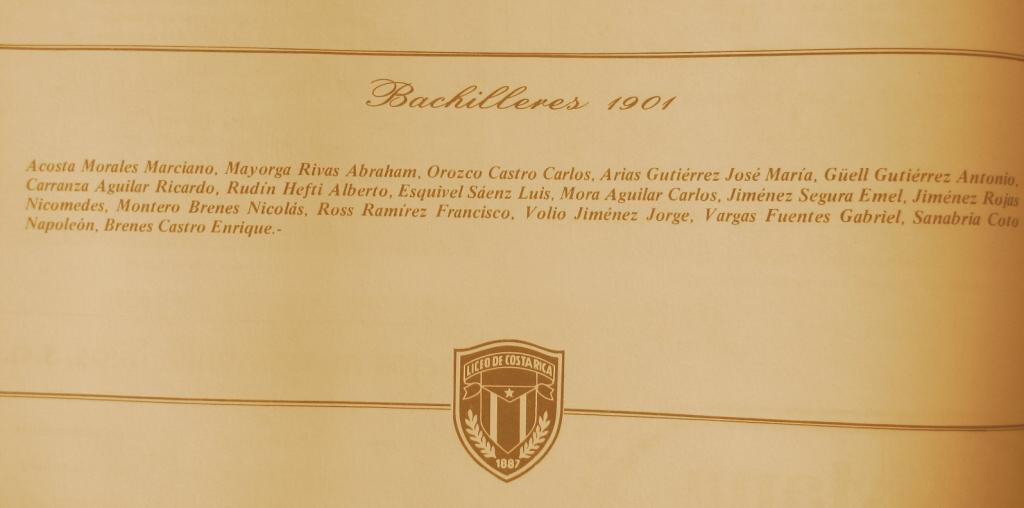 Bachilleres 1901
Acosta Morales Marciano, Mayorga Rivas Abraham, Orozco Castro Carlos, Arias Gutiérrez José María, Güell Gutiérrez Antonio,
Carranza Aguilar Ricardo, Rudín Hefti Alberto, Esquivel Sáenz Luis, Mora Aguilar Carlos, Jiménez Segura Emel, Jiménez Rojas
Nicomedes, Montero Brenes Nicolás, Ross Ramírez Francisco, Volio Jiménez Jorge, Vargas Fuentes Gabriel, Sanabria Coto
Napoleón, Brenes Castro Enrique.-
LICEO DE COSTA RICA
1887